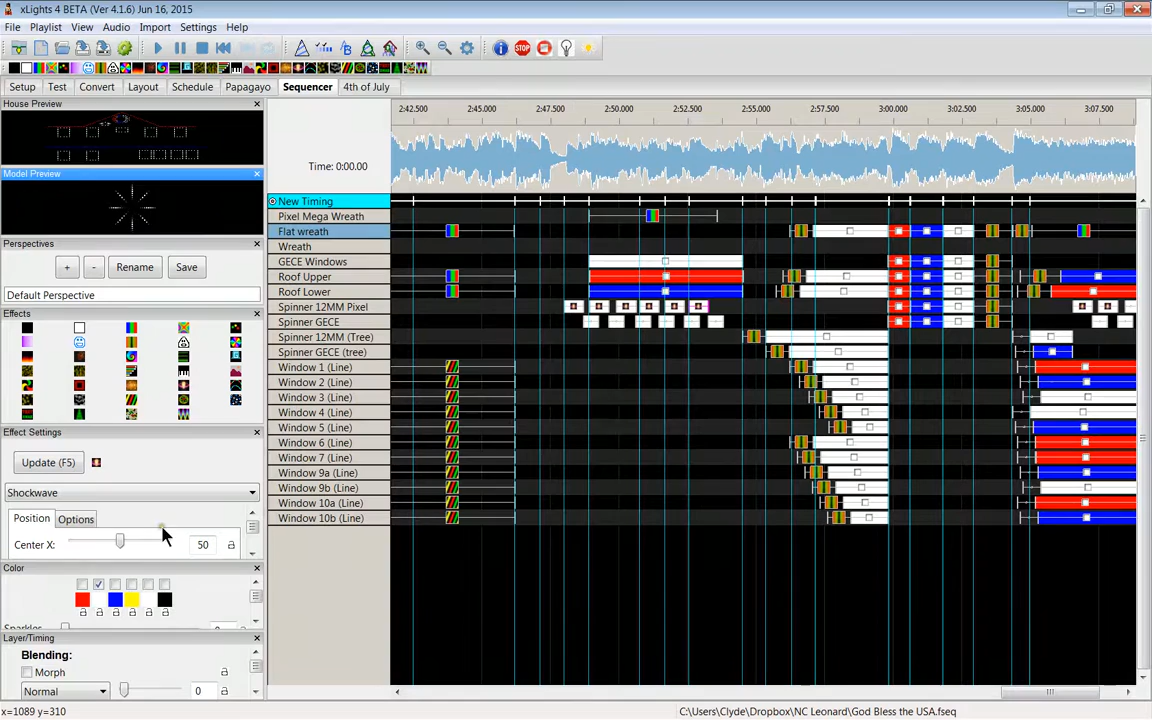 xLights 4 BETA (Ver 4.1.6) Jun 16, 2015
File Playlist View Audio Import Settings Help
Setup Test Convert Layout Schedule Papagayo Sequencer 4th of July
House Preview
Model Preview
Perspectives
+ - Rename Save
Default Perspective
Effects
Effect Settings
Update (F5)
Shockwave
Position Options
Center X: 50
Color
Layer/Timing
Blending:
Morph
Normal 0
2:42.500 2:45.000 2:47.500 2:50.000 2:52.500 2:55.000 2:57.500 3:00.000 3:02.500 3:05.000 3:07.500
Time: 0:00.00
New Timing
Pixel Mega Wreath
Flat wreath
Wreath
GECE Windows
Roof Upper
Roof Lower
Spinner 12MM Pixel
Spinner GECE
Spinner 12MM (Tree)
Spinner GECE (tree)
Window 1 (Line)
Window 2 (Line)
Window 3 (Line)
Window 4 (Line)
Window 5 (Line)
Window 6 (Line)
Window 7 (Line)
Window 9a (Line)
Window 9b (Line)
Window 10a (Line)
Window 10b (Line)
x=1089 y=310
C:\Users\Clyde\Dropbox\NC Leonard\God Bless the USA.fseq